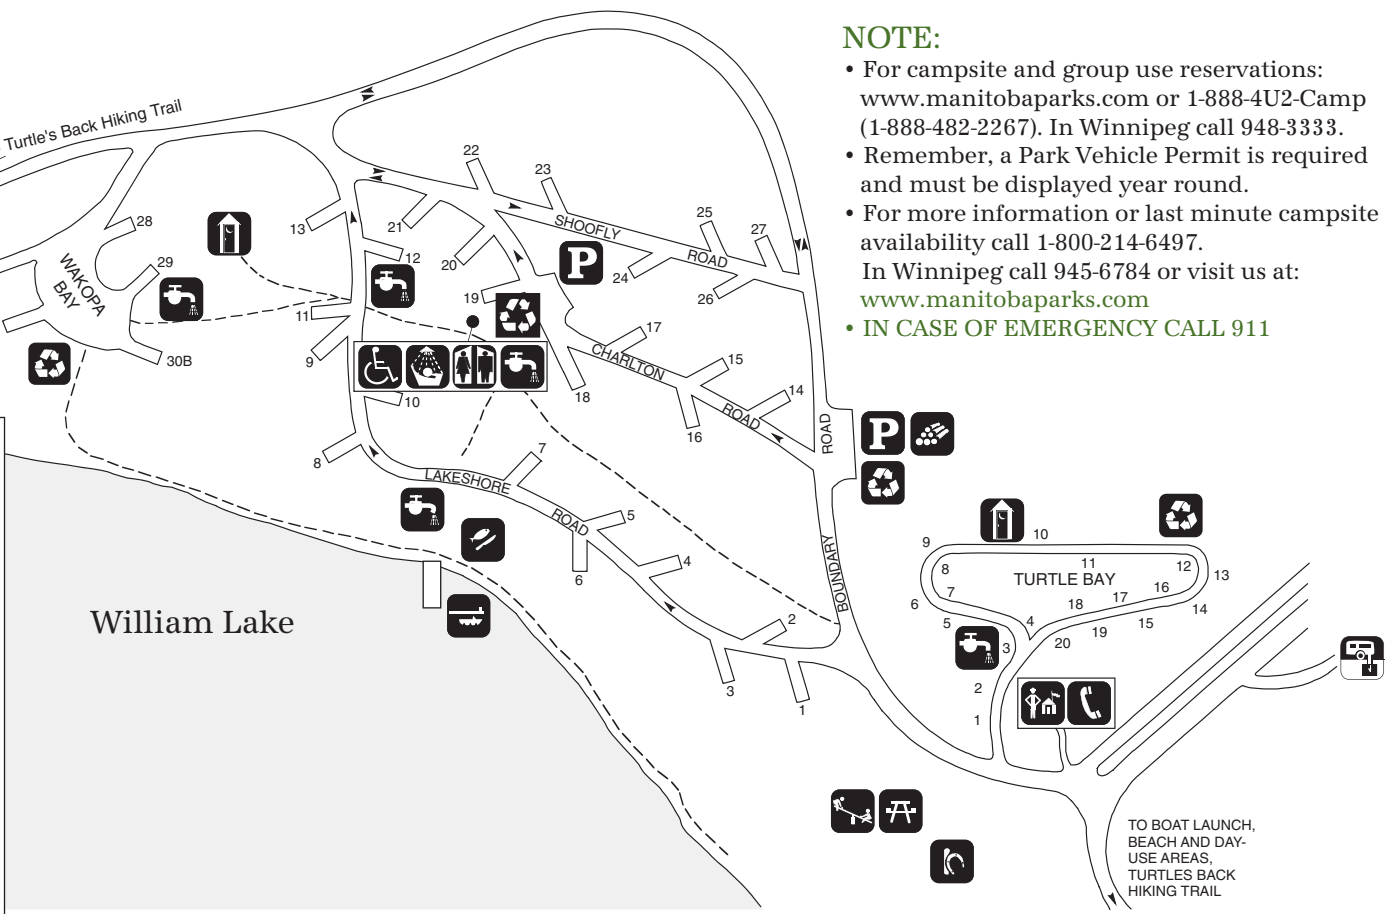 NOTE:
• For campsite and group use reservations:
www.manitobaparks.com or 1-888-4U2-Camp
(1-888-482-2267). In Winnipeg call 948-3333.
• Remember, a Park Vehicle Permit is required
and must be displayed year round.
• For more information or last minute campsite
availability call 1-800-214-6497.
In Winnipeg call 945-6784 or visit us at:
www.manitobaparks.com
• IN CASE OF EMERGENCY CALL 911
Turtle's Back Hiking Trail
22
23
28
13
21
SHOOFLY
25
27
ROAD
WAKOPA
BAY
29
12
20
P
24
26
19
11
17
9
30B
CHARLTON
15
18
14
10
ROAD
16
ROAD
P
8
7
LAKESHORE
ROAD
5
6
4
BOUNDARY
2
3
1
William Lake
9
10
8
11
12
13
TURTLE BAY
7
16
6
18
17
14
5
4
19
15
3
20
2
1
TO BOAT LAUNCH,
BEACH AND DAY-
USE AREAS,
TURTLES BACK
HIKING TRAIL